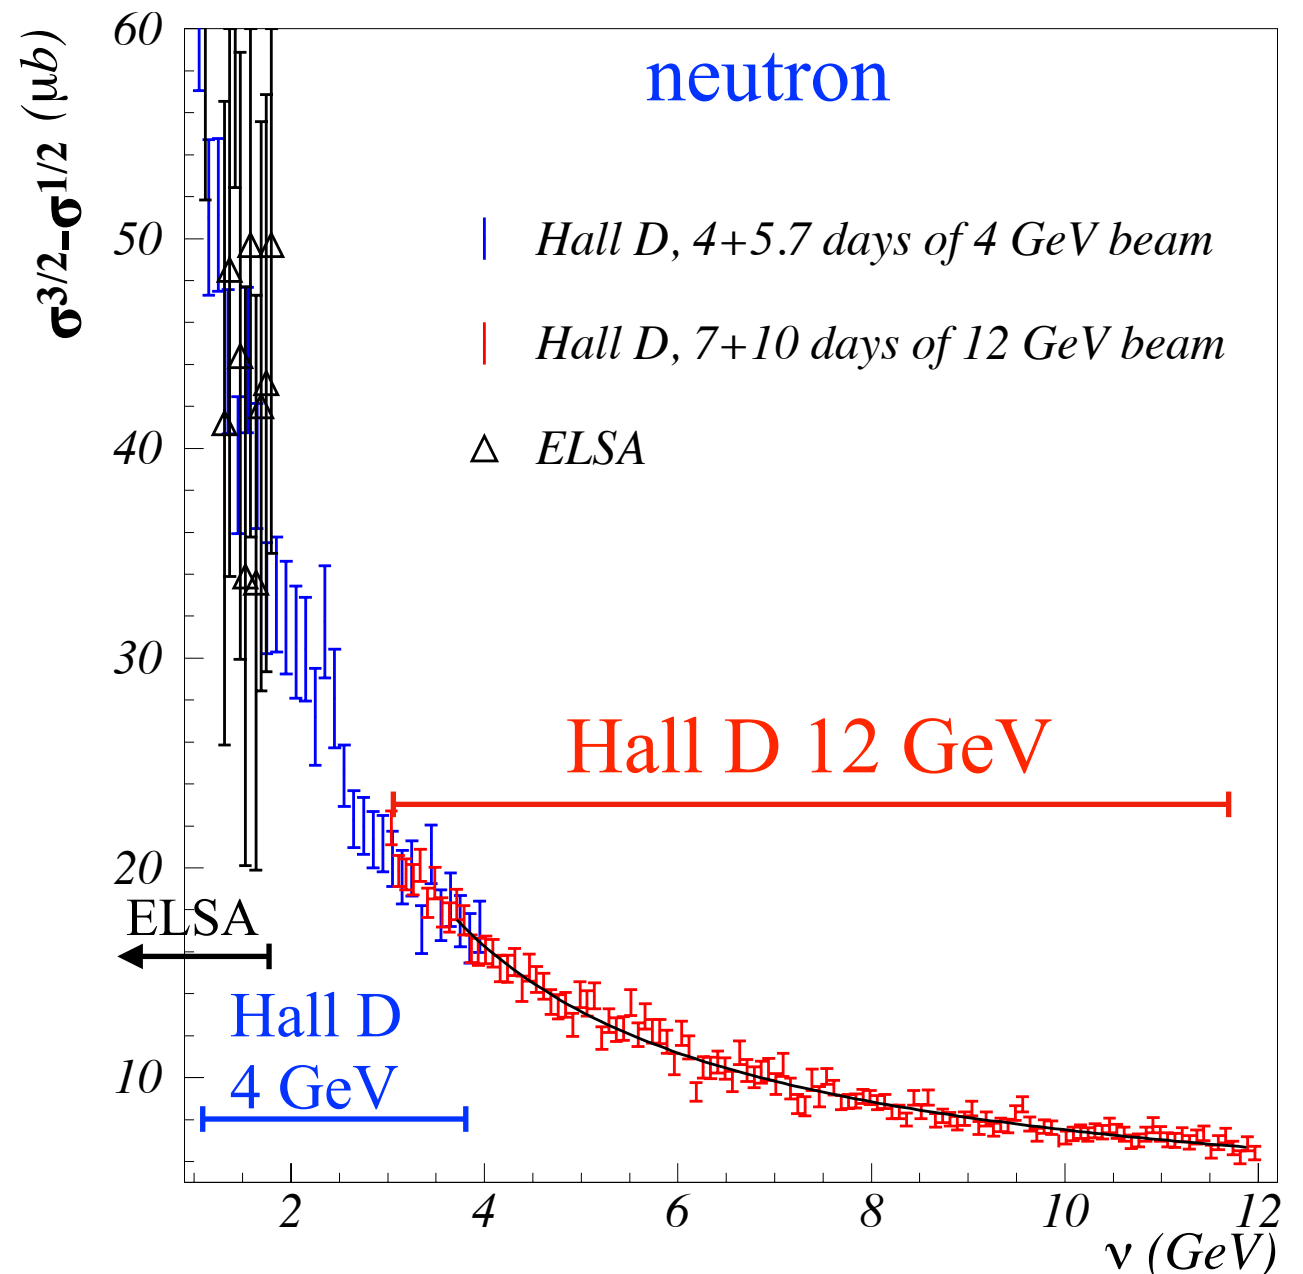 60
neutron
σ3/2-σ1/2 (μb)
50
Hall D, 4+5.7 days of 4 GeV beam
Hall D, 7+10 days of 12 GeV beam
40
ELSA
30
Hall D 12 GeV
20
ELSA
Hall D
4 GeV
10
2 4 6 8 10 12
ν (GeV)